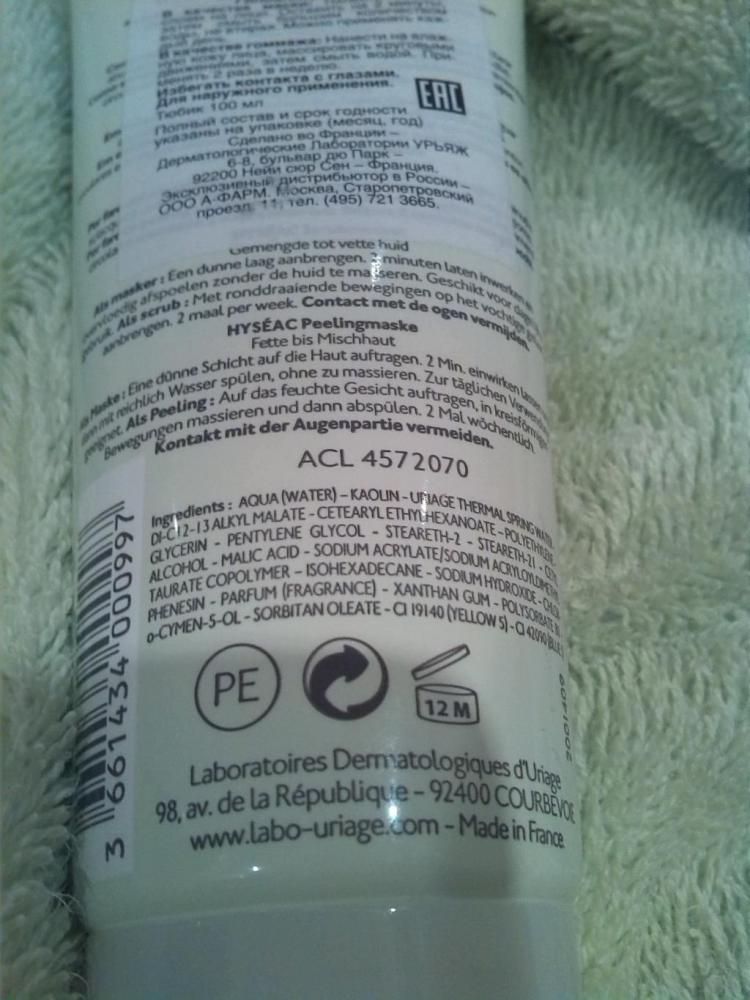 В качестве гоммажа: Нанести на влаж-
ную кожу лица, массировать круговыми
движениями, затем смыть водой. При-
менять 2 раза в неделю.
Избегать контакта с глазами.
Для наружного применения.
Тюбик 100 мл
EAC
Полный состав и срок годности
указаны на упаковке (месяц, год)
Сделано во Франции –
Дерматологические Лаборатории УРЬЯЖ
6-8, бульвар дю Парк –
92200 Нейи сюр Сен – Франция.
Эксклюзивный дистрибьютор в России –
ООО А-ФАРМ. Москва, Старопетровский
проезд, 11, тел. (495) 721 3665.
Gemengde tot vette huid
Als masker : Een dunne laag aanbrengen. 2 minuten laten inwerken
overvloedig afspoelen zonder de huid te masseren. Geschikt voor
gebruik. Als scrub : Met ronddraaiende bewegingen op het vochtige
aanbrengen. 2 maal per week. Contact met de ogen vermijden.
HYSÉAC Peelingmaske
Fette bis Mischhaut
Maske : Eine dünne Schicht auf die Haut auftragen. 2 Min. einwirken
mit reichlich Wasser spülen, ohne zu massieren. Zur täglichen
geeignet. Als Peeling : Auf das feuchte Gesicht auftragen, in kreisförmigen
Bewegungen massieren und dann abspülen. 2 Mal wöchentlich.
Kontakt mit der Augenpartie vermeiden.
ACL 4572070
Ingredients : AQUA (WATER) – KAOLIN - URIAGE THERMAL SPRING WATER
DI-C12-13 ALKYL MALATE - CETEARYL ETHYLHEXANOATE - POLYETHYLENE
GLYCERIN - PENTYLENE GLYCOL - STEARETH-2 - STEARETH-21 -
ALCOHOL - MALIC ACID - SODIUM ACRYLATE/SODIUM ACRYLOYLDIMETHYL
TAURATE COPOLYMER – ISOHEXADECANE - SODIUM HYDROXIDE -
PHENESIN - PARFUM (FRAGRANCE) - XANTHAN GUM - POLYSORBATE 80
o-CYMEN-5-OL - SORBITAN OLEATE - CI 19140 (YELLOW 5) - CI 42090 (BLUE
PE
12 M
3 661434 000997
Laboratoires Dermatologiques d'Uriage
98, av. de la République – 92400 COURBEVOIE
www.labo-uriage.com - Made in France